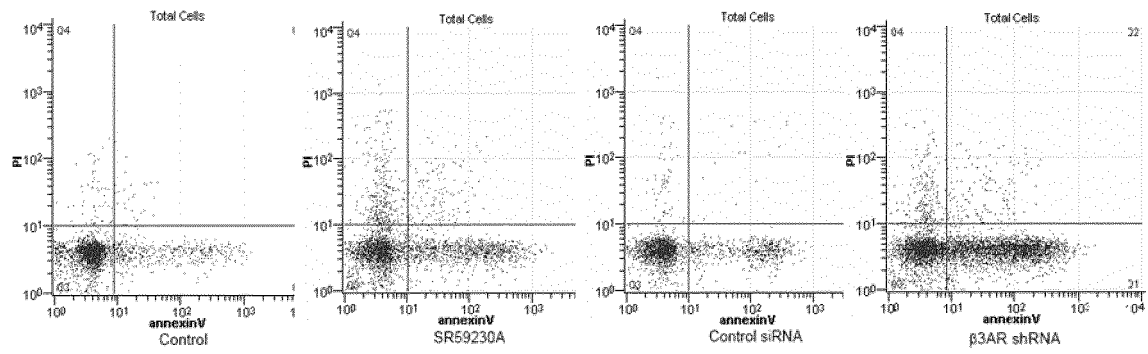 Total Cells
Total Cells
Total Cells
Total Cells
10⁴
10³
10²
10¹
10⁰
PI
Q4
Q3
10⁰ 10¹ 10² 10³
annexinV
Control
10⁴
10³
10²
10¹
10⁰
PI
Q4
10⁰ 10¹ 10² 10³
annexinV
SR59230A
10⁴
10³
10²
10¹
10⁰
PI
Q4
Q3
10⁰ 10¹ 10² 10³
annexinV
Control siRNA
10⁴
10³
10²
10¹
10⁰
PI
Q4
10⁰ 10¹ 10² 10³ 10⁴
annexinV
β3AR shRNA